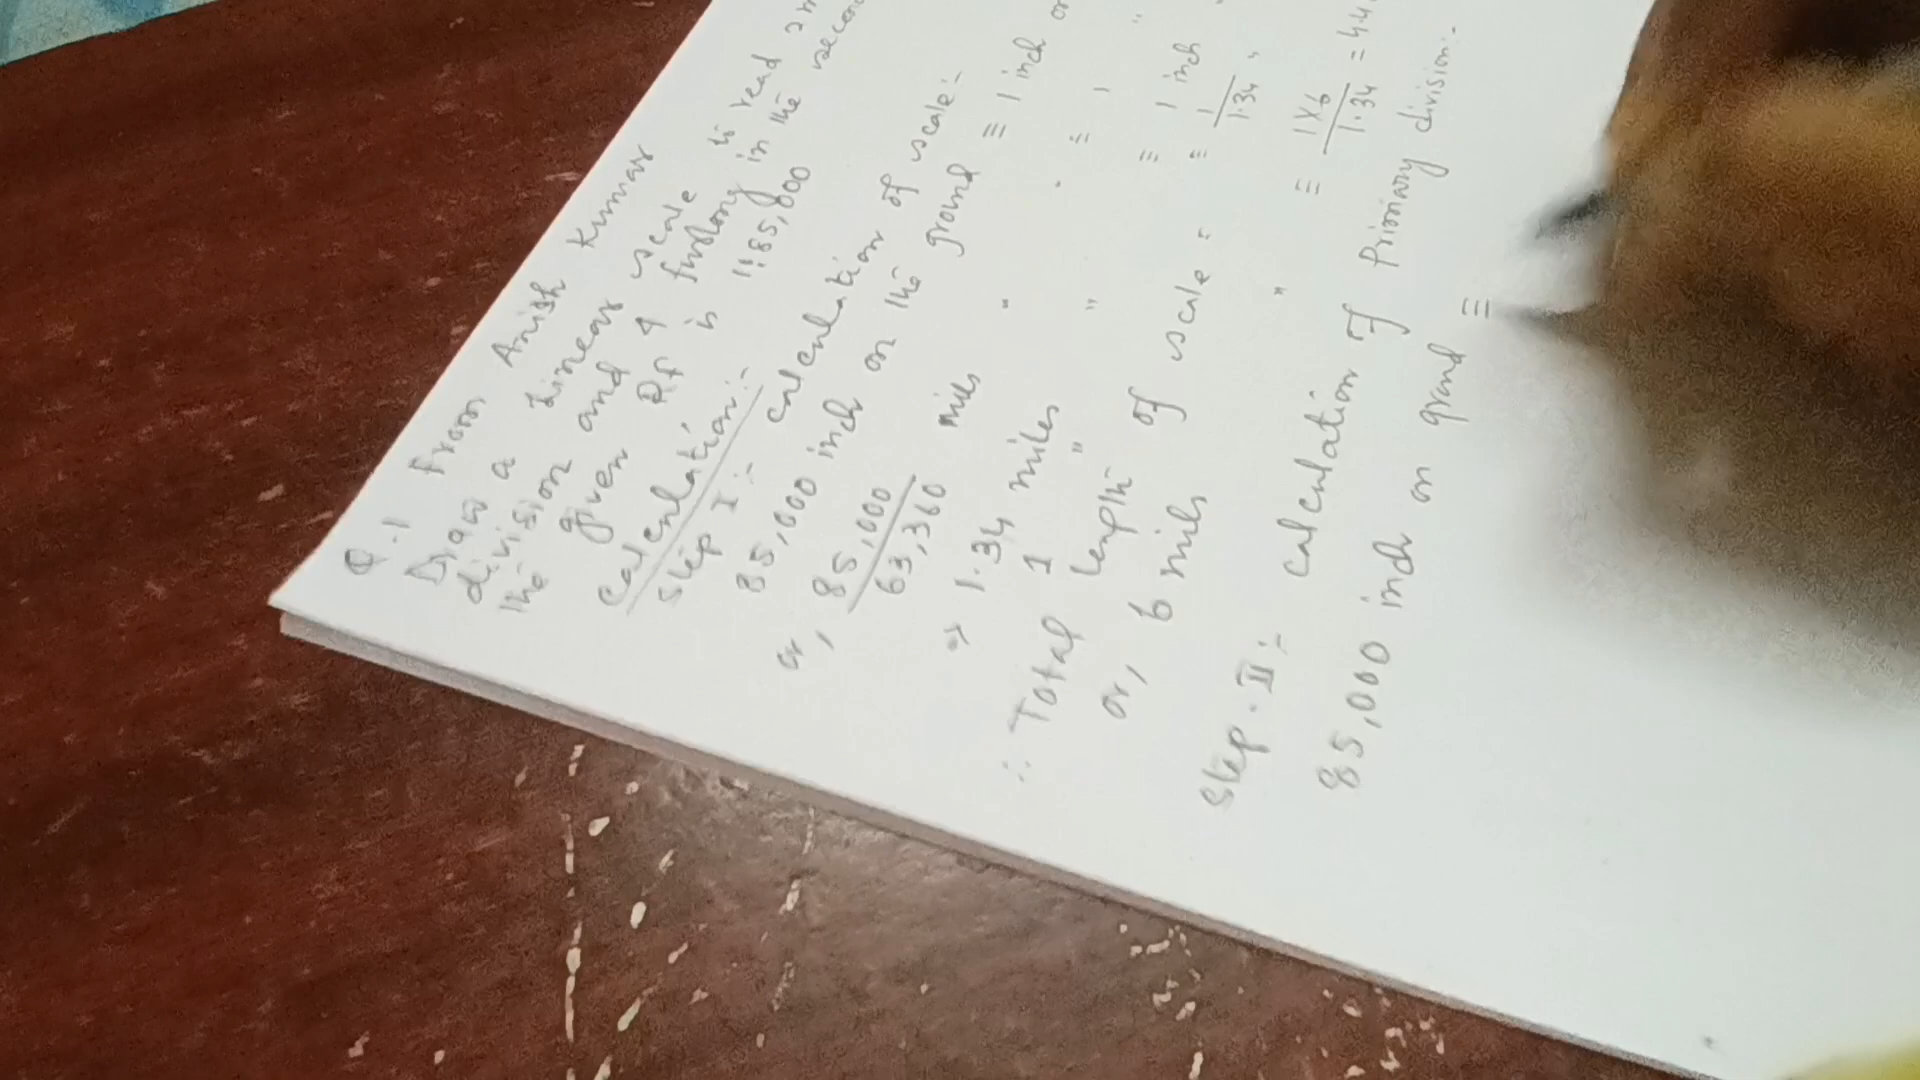 Q.1 From Anish Kumar
Draw a Linear scale to read 2 m
division and 4 furlong in the secon
the given R.f is 1:85,000
Calculation:-
Step I:- calculation of scale:-
85,000 inch on the ground ≡ 1 inch on
or, 85,000/63,360 miles " . ≡ 1 "
⇒ 1.34 miles " ≡ 1 inch "
1 " ≡ 1/1.34 "
∴ Total length of scale =
or, 6 miles " ≡ 1×6/1.34 = 4.4
Step-II:- calculation of Primary division:-
85,000 inch on ground ≡